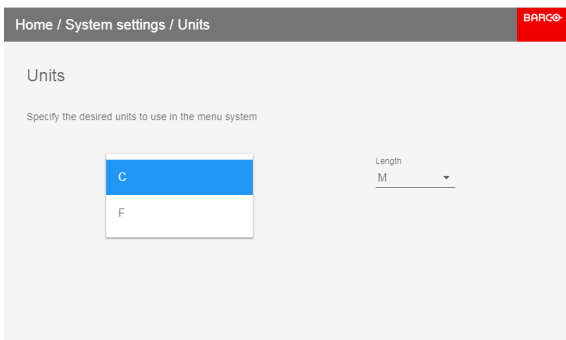 Home / System settings / Units
BARCO
Units
Specify the desired units to use in the menu system
C
F
Length
M